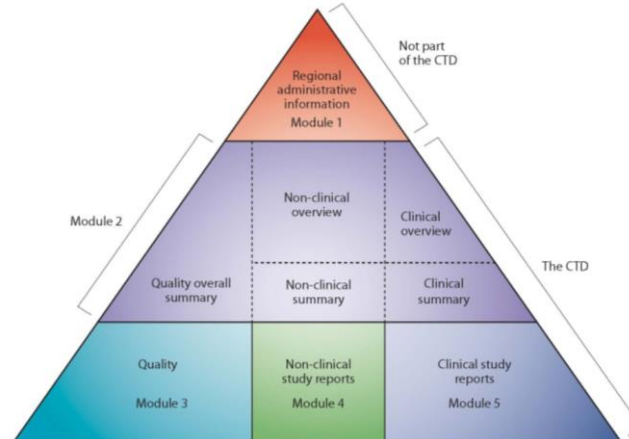 Not part
of the CTD
Regional
administrative
information
Module 1
Module 2
Non-clinical
overview
Clinical
overview
The CTD
Quality overall
summary
Non-clinical
summary
Clinical
summary
Quality
Module 3
Non-clinical
study reports
Module 4
Clinical study
reports
Module 5